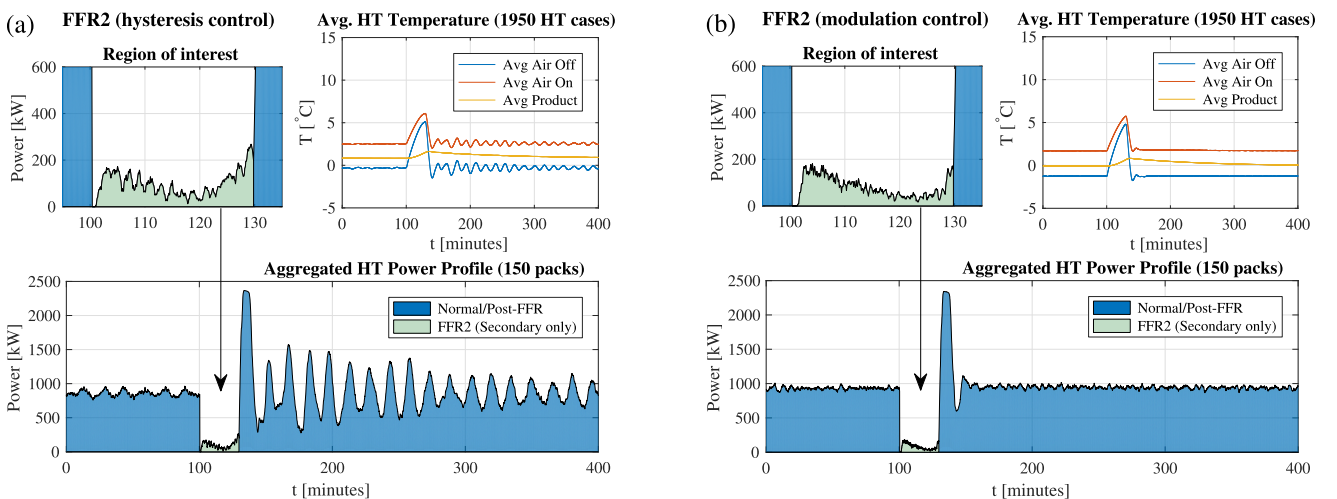 (a)
FFR2 (hysteresis control)
Region of interest
600
400
200
0
Power [kW]
100 110 120 130
Avg. HT Temperature (1950 HT cases)
15
10
5
0
-5
T [°C]
Avg Air Off
Avg Air On
Avg Product
0 100 200 300 400
t [minutes]
Aggregated HT Power Profile (150 packs)
2500
2000
1500
1000
500
0
Power [kW]
Normal/Post-FFR
FFR2 (Secondary only)
0 100 200 300 400
t [minutes]
(b)
FFR2 (modulation control)
Region of interest
600
400
200
0
Power [kW]
100 110 120 130
Avg. HT Temperature (1950 HT cases)
15
10
5
0
-5
T [°C]
Avg Air Off
Avg Air On
Avg Product
0 100 200 300 400
t [minutes]
Aggregated HT Power Profile (150 packs)
2500
2000
1500
1000
500
0
Power [kW]
Normal/Post-FFR
FFR2 (Secondary only)
0 100 200 300 400
t [minutes]